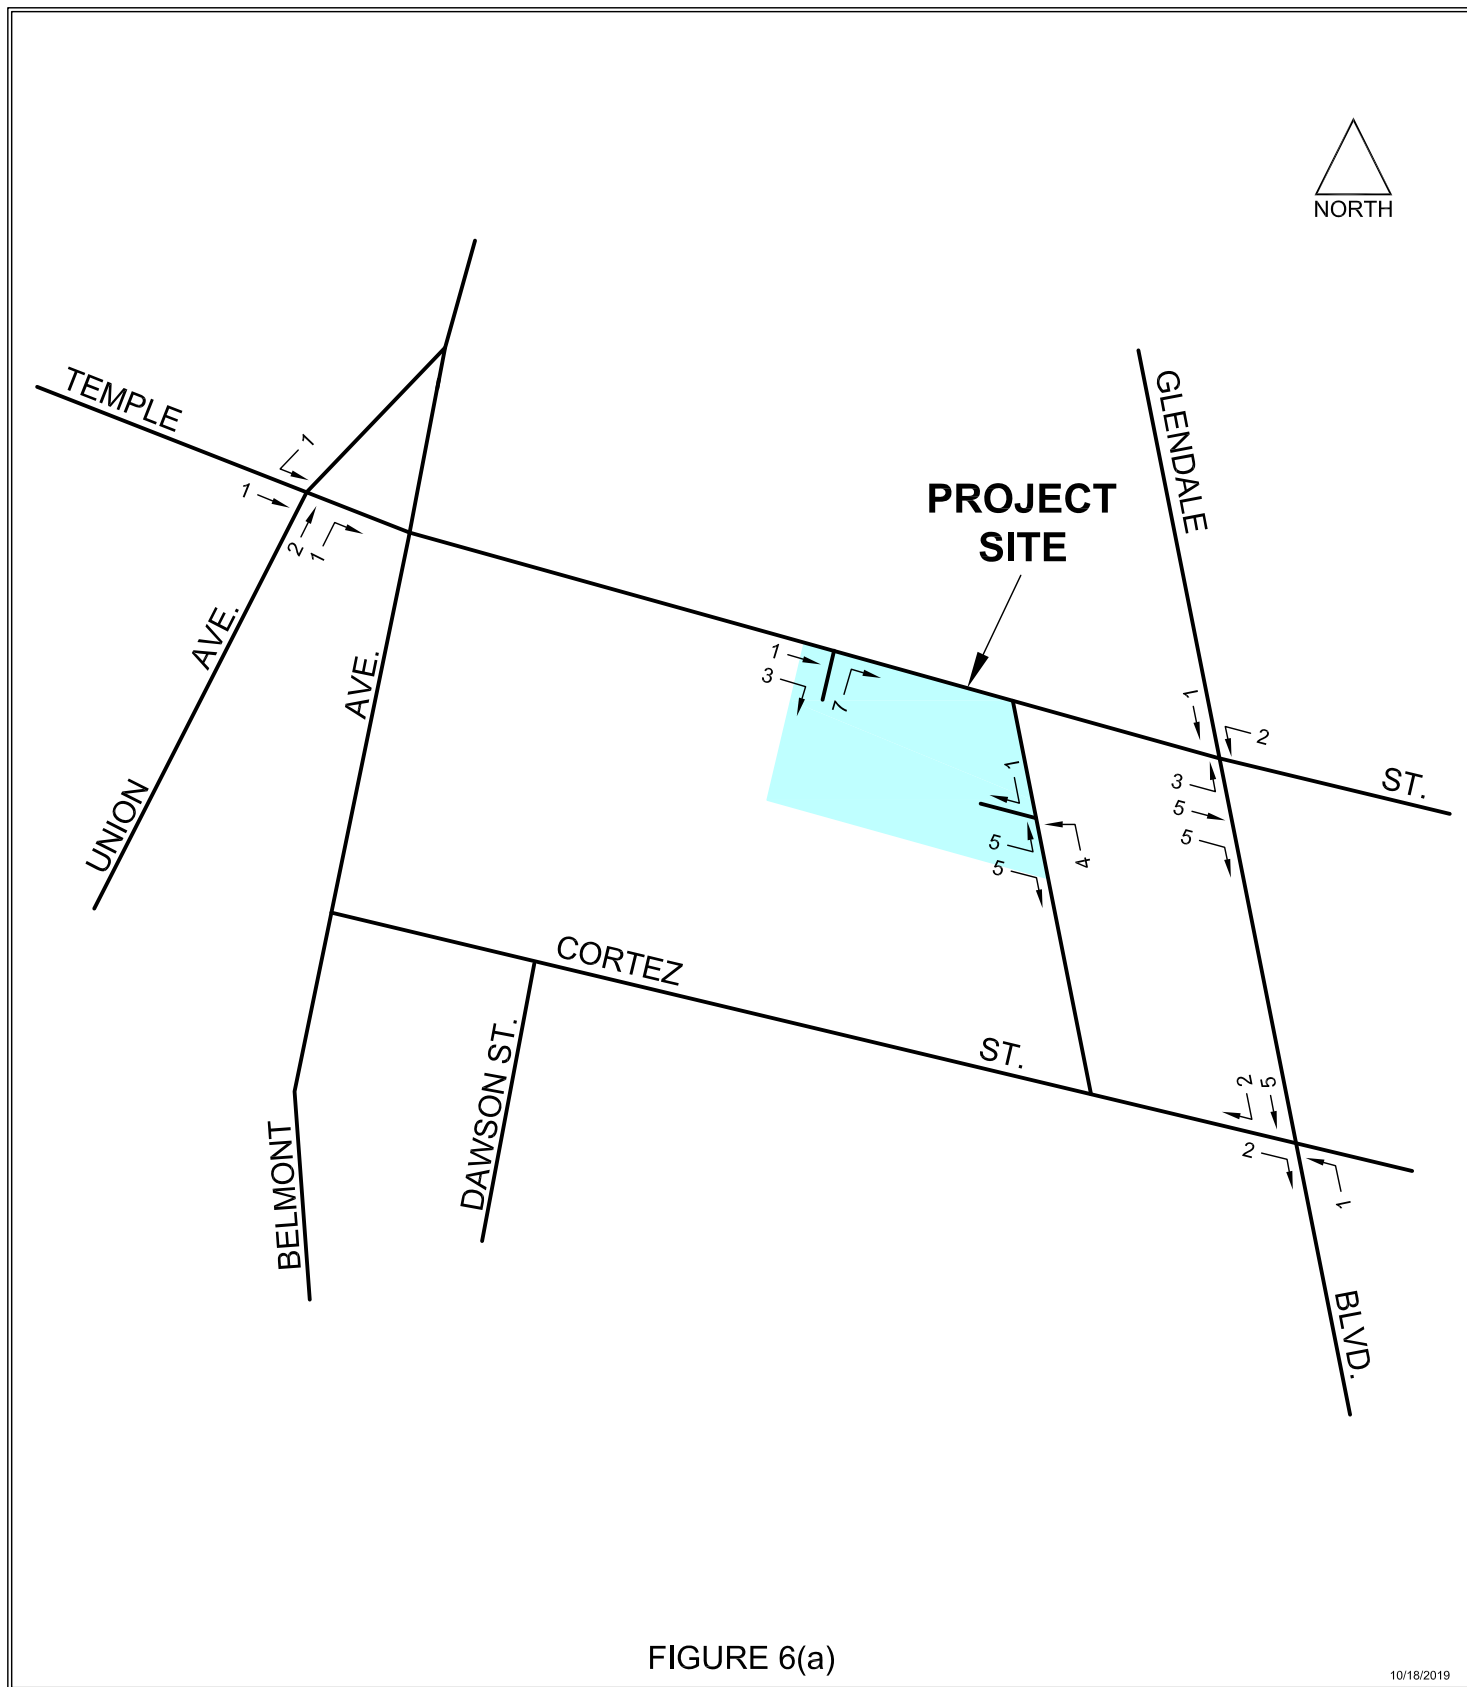 NORTH
TEMPLE
GLENDALE
1
1
2
1
PROJECT
SITE
AVE.
AVE.
1
3
7
1
2
ST.
3
5
5
1
5
5
4
UNION
CORTEZ
ST.
DAWSON ST.
BELMONT
2
5
2
1
BLVD.
FIGURE 6(a)
10/18/2019